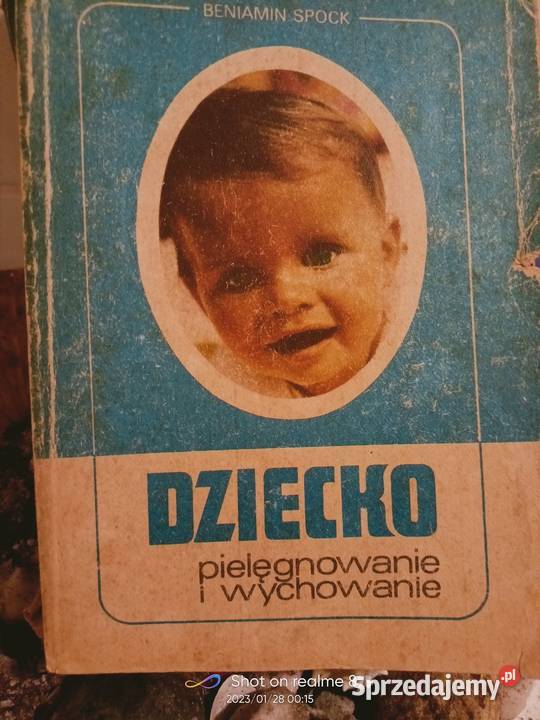 BENIAMIN SPOCK
DZIECKO
pielęgnowanie
i wychowanie
Shot on realme 8
2023/01/28 00:15
Sprzedajemy.pl